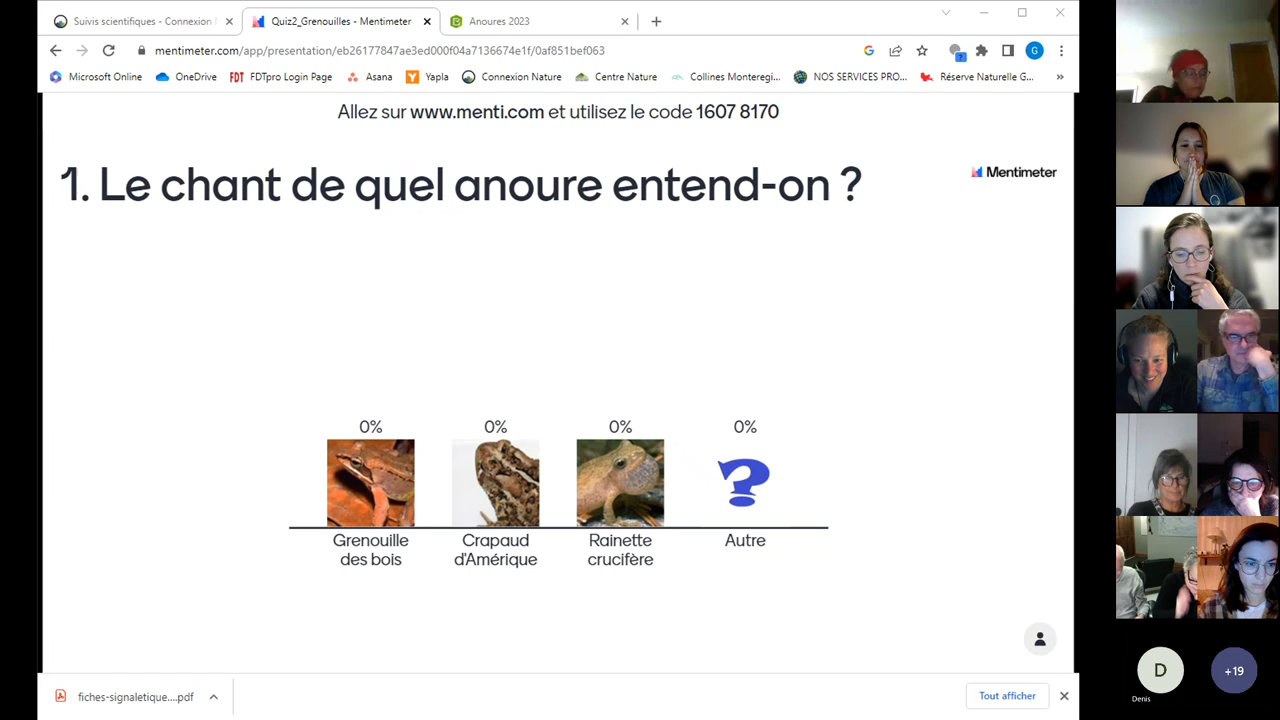 Suivis scientifiques - Connexion
Quiz2_Grenouilles - Mentimeter
Anoures 2023
mentimeter.com/app/presentation/eb26177847ae3ed000f04a7136674e1f/0af851bef063
G
Microsoft Online
OneDrive
FDT FDTpro Login Page
Asana
Y Yapla
Connexion Nature
Centre Nature
Collines Monteregi...
NOS SERVICES PRO...
Réserve Naturelle G...
»
Allez sur www.menti.com et utilisez le code 1607 8170
1. Le chant de quel anoure entend-on ?
Mentimeter
0% 0% 0% 0%
?
Grenouille
des bois
Crapaud
d'Amérique
Rainette
crucifère
Autre
fiches-signaletique....pdf
Tout afficher
D
Denis
+19